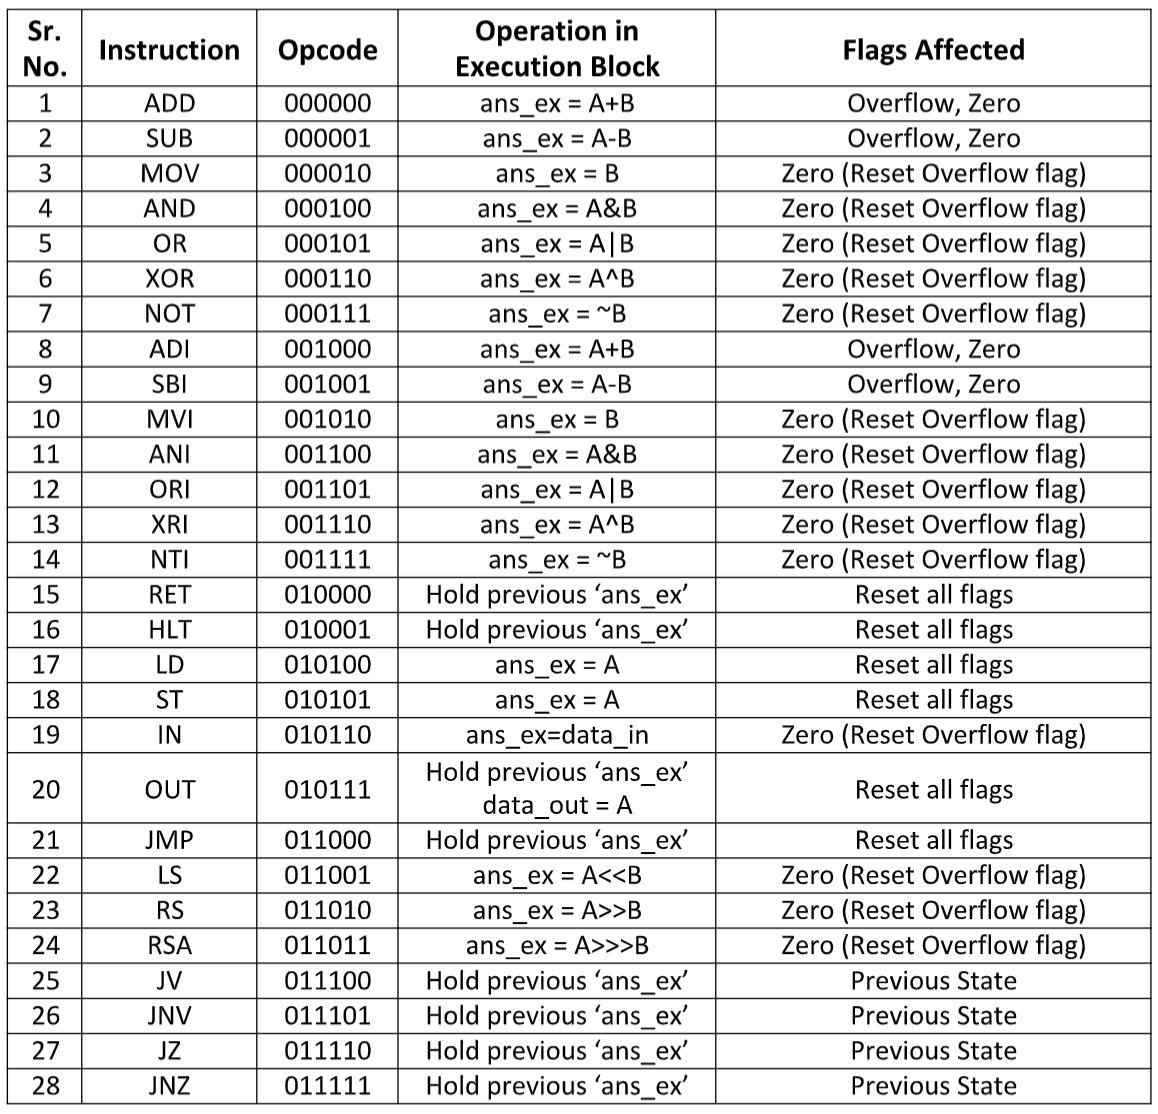 Sr. No. Instruction Opcode Operation in Execution Block Flags Affected
1 ADD 000000 ans_ex = A+B Overflow, Zero
2 SUB 000001 ans_ex = A-B Overflow, Zero
3 MOV 000010 ans_ex = B Zero (Reset Overflow flag)
4 AND 000100 ans_ex = A&B Zero (Reset Overflow flag)
5 OR 000101 ans_ex = A|B Zero (Reset Overflow flag)
6 XOR 000110 ans_ex = A^B Zero (Reset Overflow flag)
7 NOT 000111 ans_ex = ~B Zero (Reset Overflow flag)
8 ADI 001000 ans_ex = A+B Overflow, Zero
9 SBI 001001 ans_ex = A-B Overflow, Zero
10 MVI 001010 ans_ex = B Zero (Reset Overflow flag)
11 ANI 001100 ans_ex = A&B Zero (Reset Overflow flag)
12 ORI 001101 ans_ex = A|B Zero (Reset Overflow flag)
13 XRI 001110 ans_ex = A^B Zero (Reset Overflow flag)
14 NTI 001111 ans_ex = ~B Zero (Reset Overflow flag)
15 RET 010000 Hold previous ‘ans_ex’ Reset all flags
16 HLT 010001 Hold previous ‘ans_ex’ Reset all flags
17 LD 010100 ans_ex = A Reset all flags
18 ST 010101 ans_ex = A Reset all flags
19 IN 010110 ans_ex=data_in Zero (Reset Overflow flag)
20 OUT 010111 Hold previous ‘ans_ex’ data_out = A Reset all flags
21 JMP 011000 Hold previous ‘ans_ex’ Reset all flags
22 LS 011001 ans_ex = A<<B Zero (Reset Overflow flag)
23 RS 011010 ans_ex = A>>B Zero (Reset Overflow flag)
24 RSA 011011 ans_ex = A>>>B Zero (Reset Overflow flag)
25 JV 011100 Hold previous ‘ans_ex’ Previous State
26 JNV 011101 Hold previous ‘ans_ex’ Previous State
27 JZ 011110 Hold previous ‘ans_ex’ Previous State
28 JNZ 011111 Hold previous ‘ans_ex’ Previous State